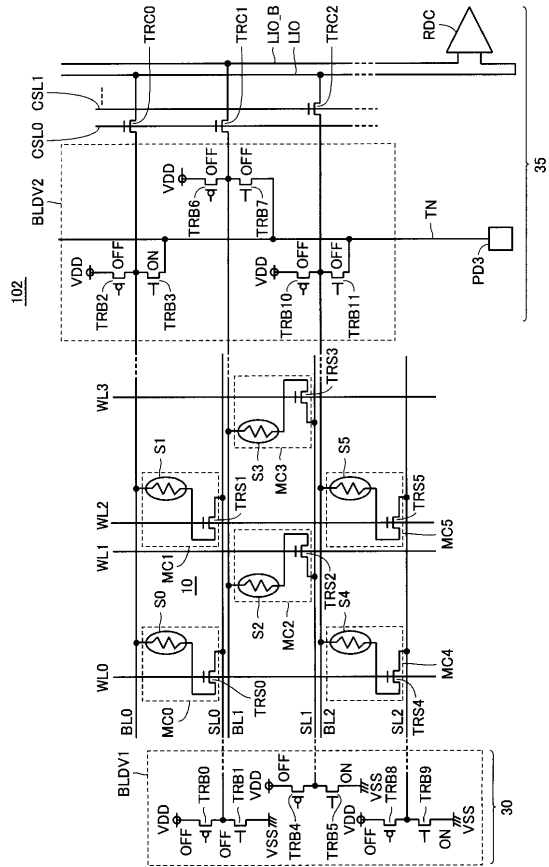 102
BLDV2
CSL0
CSL1
TRC0
TRC1
TRC2
LIO_B
LIO
RDC
VDD
OFF
TRB2
ON
TRB3
VDD
OFF
TRB6
OFF
TRB7
VDD
OFF
TRB10
OFF
TRB11
TN
PD3
35
WL3
WL2
WL1
WL0
S1
TRS1
MC1
10
S0
MC0
TRS0
S3
MC3
TRS3
S2
MC2
TRS2
S5
TRS5
MC5
S4
MC4
TRS4
BL0
SL0
BL1
SL1
BL2
SL2
BLDV1
VDD
OFF
TRB0
OFF
TRB1
VSS
VDD
OFF
TRB4
ON
TRB5
VSS
VDD
OFF
TRB8
ON
TRB9
VSS
30